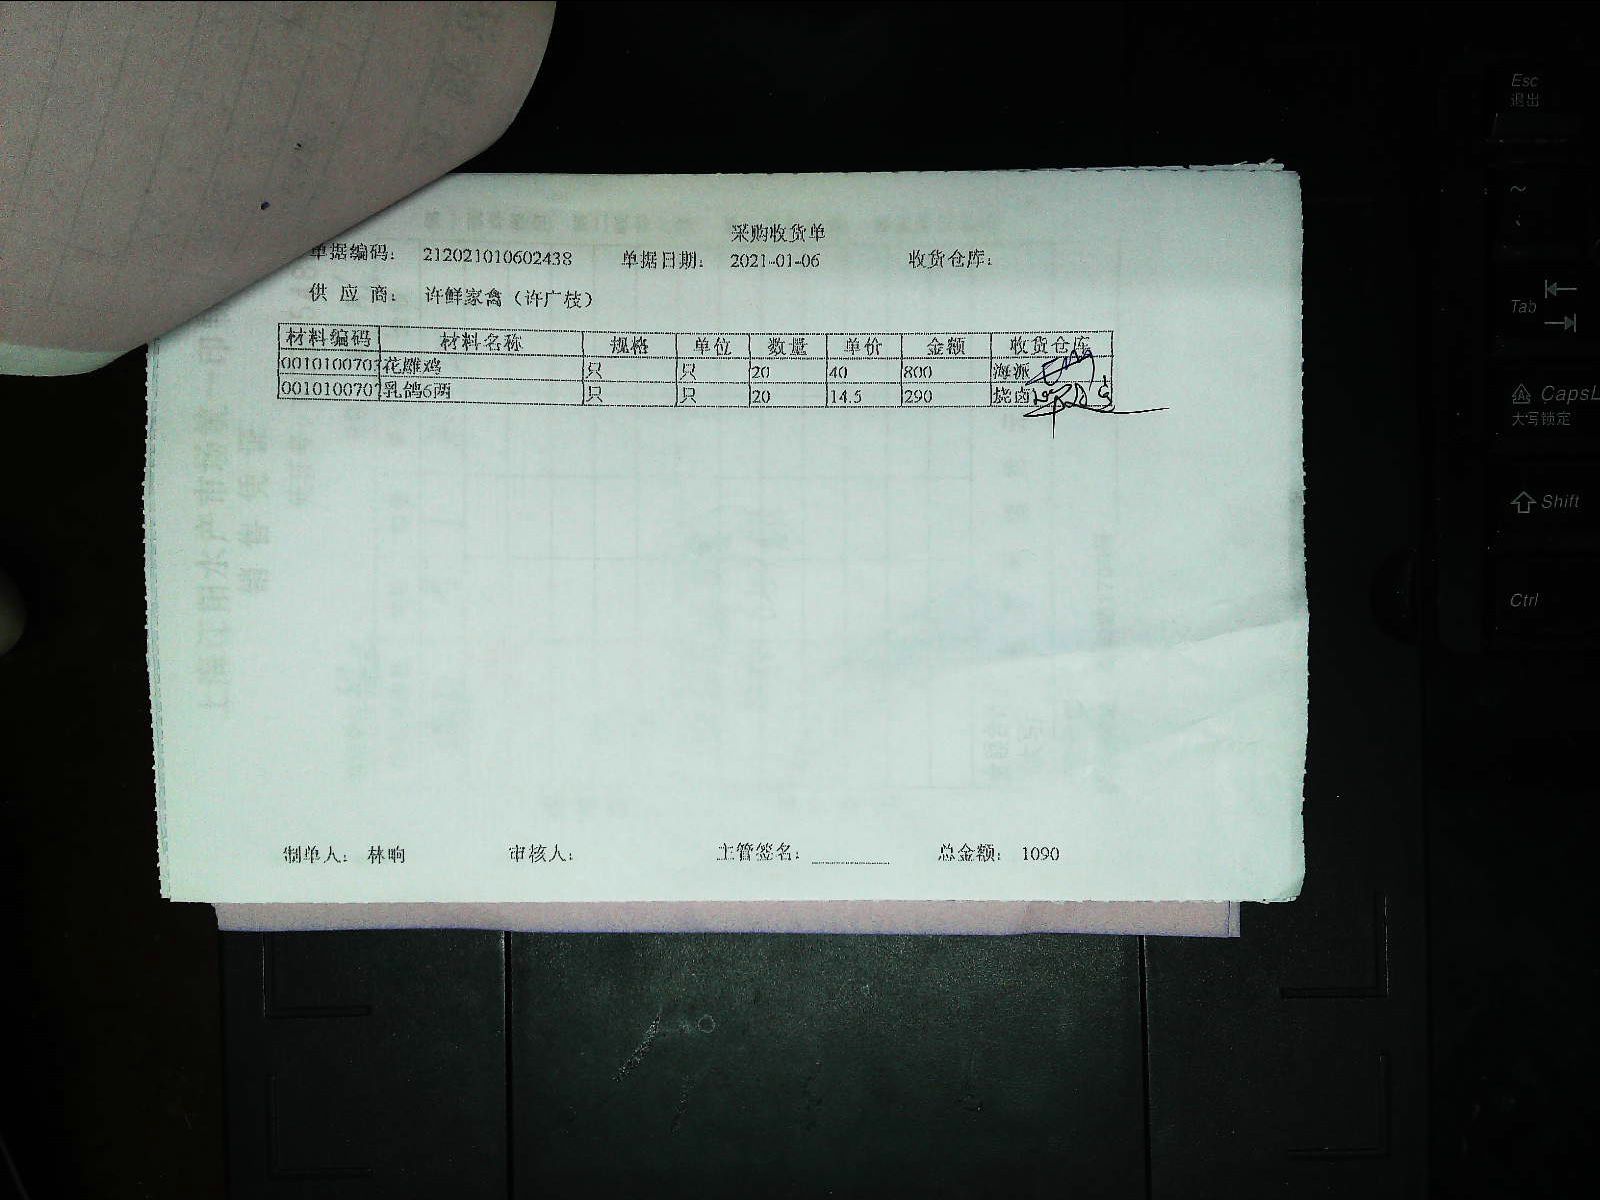 采购收货单
单据编码： 212021010602438 单据日期： 2021-01-06 收货仓库：
供 应 商： 许鲜家禽（许广枝）
材料编码 材料名称 规格 单位 数量 单价 金额 收货仓库
0010100703 花雕鸡 只 只 20 40 800 海派
0010100707 乳鸽6两 只 只 20 14.5 290 烧卤
制单人： 林晌 审核人： 主管签名： 总金额： 1090
Esc
退出
~
Tab
CapsL
大写锁定
Shift
Ctrl